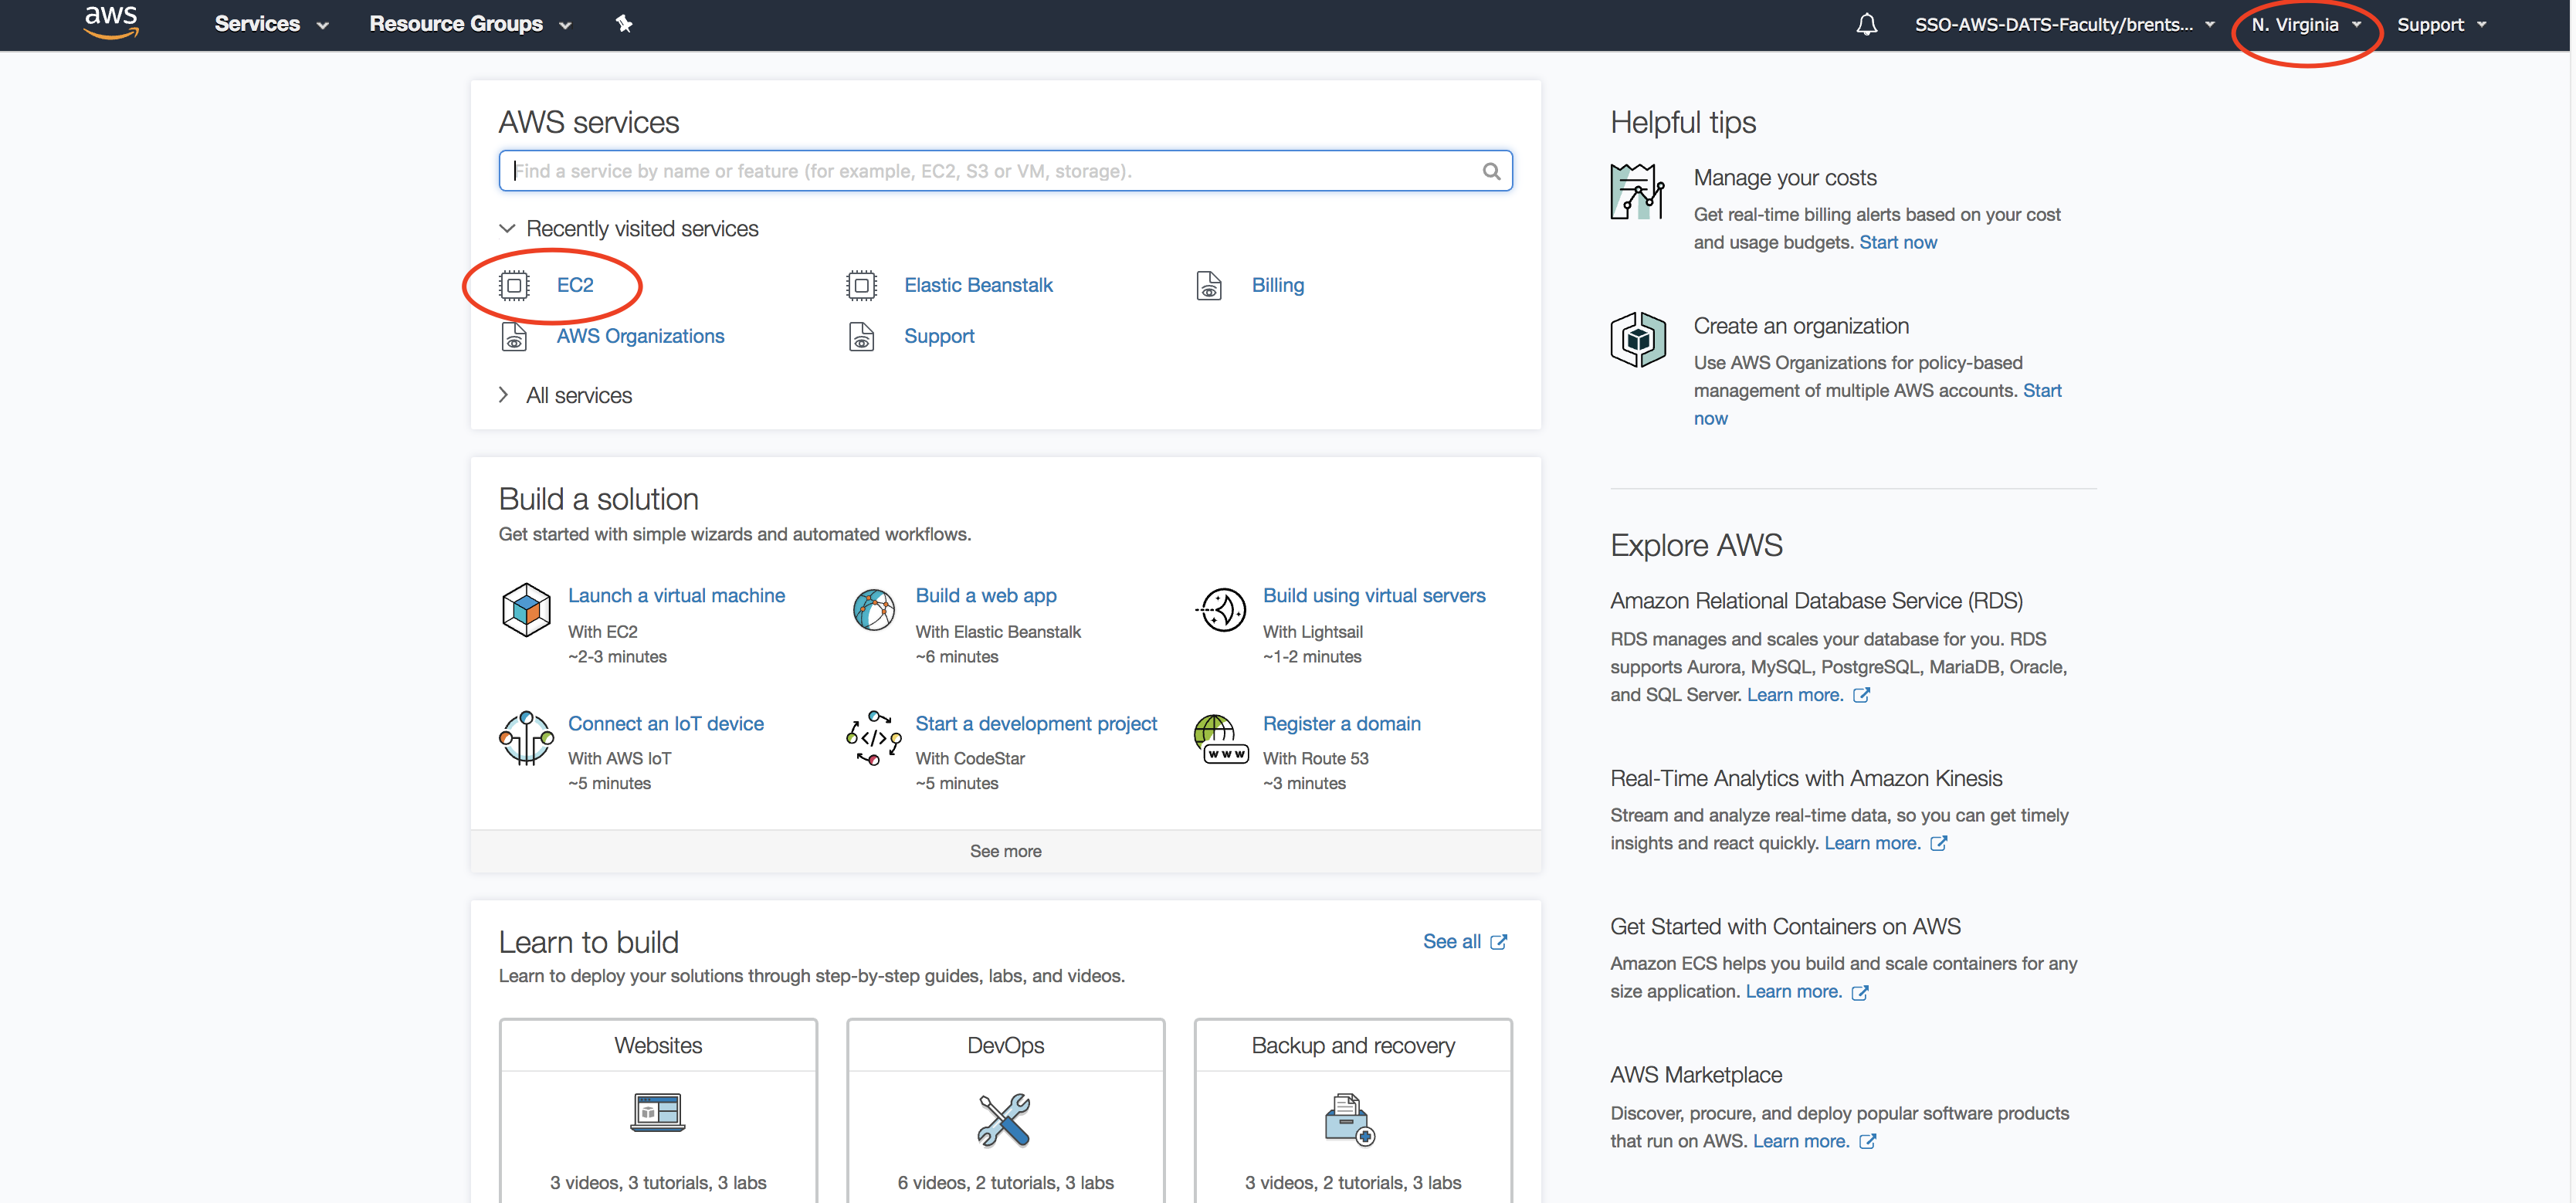 aws
Services
Resource Groups
SSO-AWS-DATS-Faculty/brents...
N. Virginia
Support
AWS services
Find a service by name or feature (for example, EC2, S3 or VM, storage).
Recently visited services
EC2
Elastic Beanstalk
Billing
AWS Organizations
Support
All services
Build a solution
Get started with simple wizards and automated workflows.
Launch a virtual machine
With EC2
~2-3 minutes
Build a web app
With Elastic Beanstalk
~6 minutes
Build using virtual servers
With Lightsail
~1-2 minutes
Connect an IoT device
With AWS IoT
~5 minutes
Start a development project
With CodeStar
~5 minutes
www
Register a domain
With Route 53
~3 minutes
See more
Learn to build
See all
Learn to deploy your solutions through step-by-step guides, labs, and videos.
Websites
3 videos, 3 tutorials, 3 labs
DevOps
6 videos, 2 tutorials, 3 labs
Backup and recovery
3 videos, 2 tutorials, 3 labs
Helpful tips
Manage your costs
Get real-time billing alerts based on your cost
and usage budgets. Start now
Create an organization
Use AWS Organizations for policy-based
management of multiple AWS accounts. Start
now
Explore AWS
Amazon Relational Database Service (RDS)
RDS manages and scales your database for you. RDS
supports Aurora, MySQL, PostgreSQL, MariaDB, Oracle,
and SQL Server. Learn more.
Real-Time Analytics with Amazon Kinesis
Stream and analyze real-time data, so you can get timely
insights and react quickly. Learn more.
Get Started with Containers on AWS
Amazon ECS helps you build and scale containers for any
size application. Learn more.
AWS Marketplace
Discover, procure, and deploy popular software products
that run on AWS. Learn more.